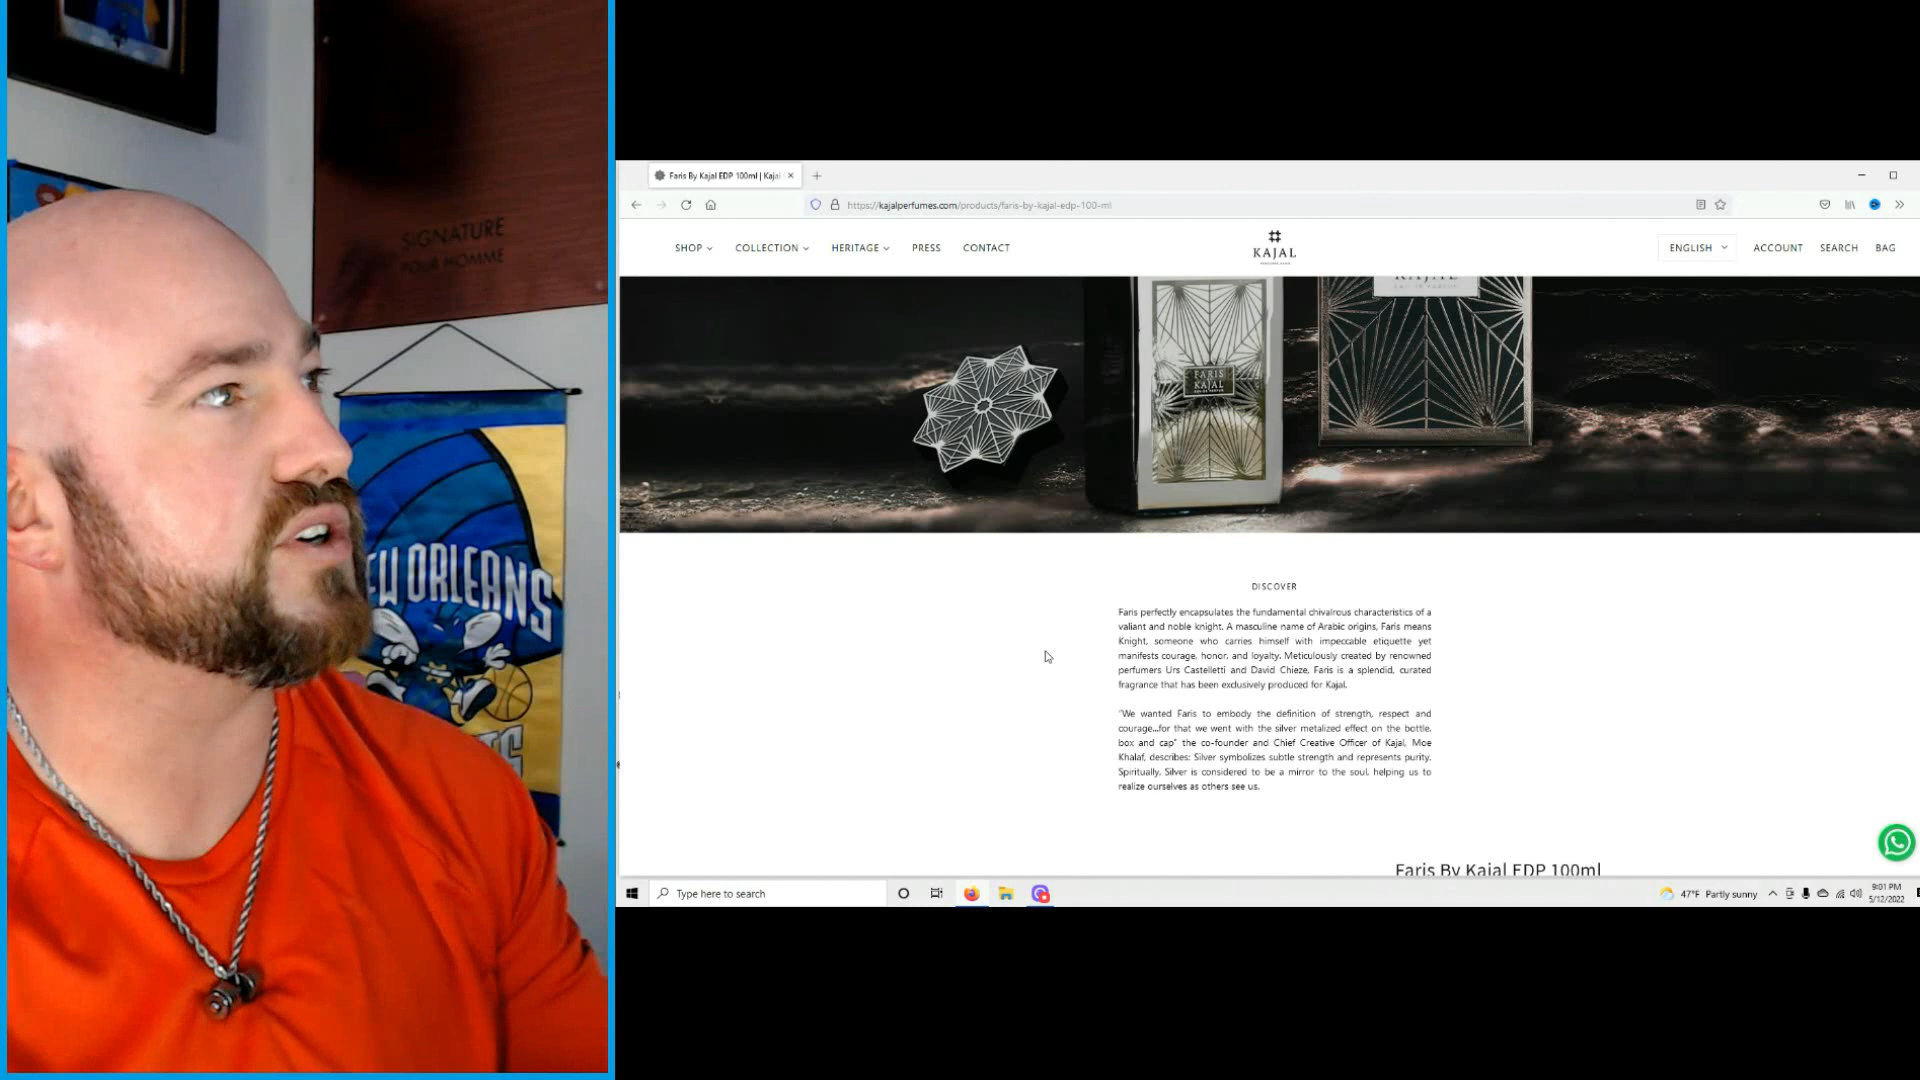 SIGNATURE
POUR HOMME
NEW ORLEANS
Faris By Kajal EDP 100ml | Kajal
https://kajalperfumes.com/products/faris-by-kajal-edp-100-ml
SHOP
COLLECTION
HERITAGE
PRESS
CONTACT
KAJAL
ENGLISH
ACCOUNT
SEARCH
BAG
FARIS
KAJAL
KAJAL
EAU DE PARFUM
DISCOVER
Faris perfectly encapsulates the fundamental chivalrous characteristics of a
valiant and noble knight. A masculine name of Arabic origins, Faris means
Knight, someone who carries himself with impeccable etiquette yet
manifests courage, honor, and loyalty. Meticulously created by renowned
perfumers Urs Castelletti and David Chieze, Faris is a splendid, curated
fragrance that has been exclusively produced for Kajal.
"We wanted Faris to embody the definition of strength, respect and
courage...for that we went with the silver metalized effect on the bottle,
box and cap" the co-founder and Chief Creative Officer of Kajal, Moe
Khalaf, describes: Silver symbolizes subtle strength and represents purity.
Spiritually, Silver is considered to be a mirror to the soul, helping us to
realize ourselves as others see us.
Faris By Kajal EDP 100ml
Type here to search
47°F Partly sunny
9:01 PM
5/12/2022